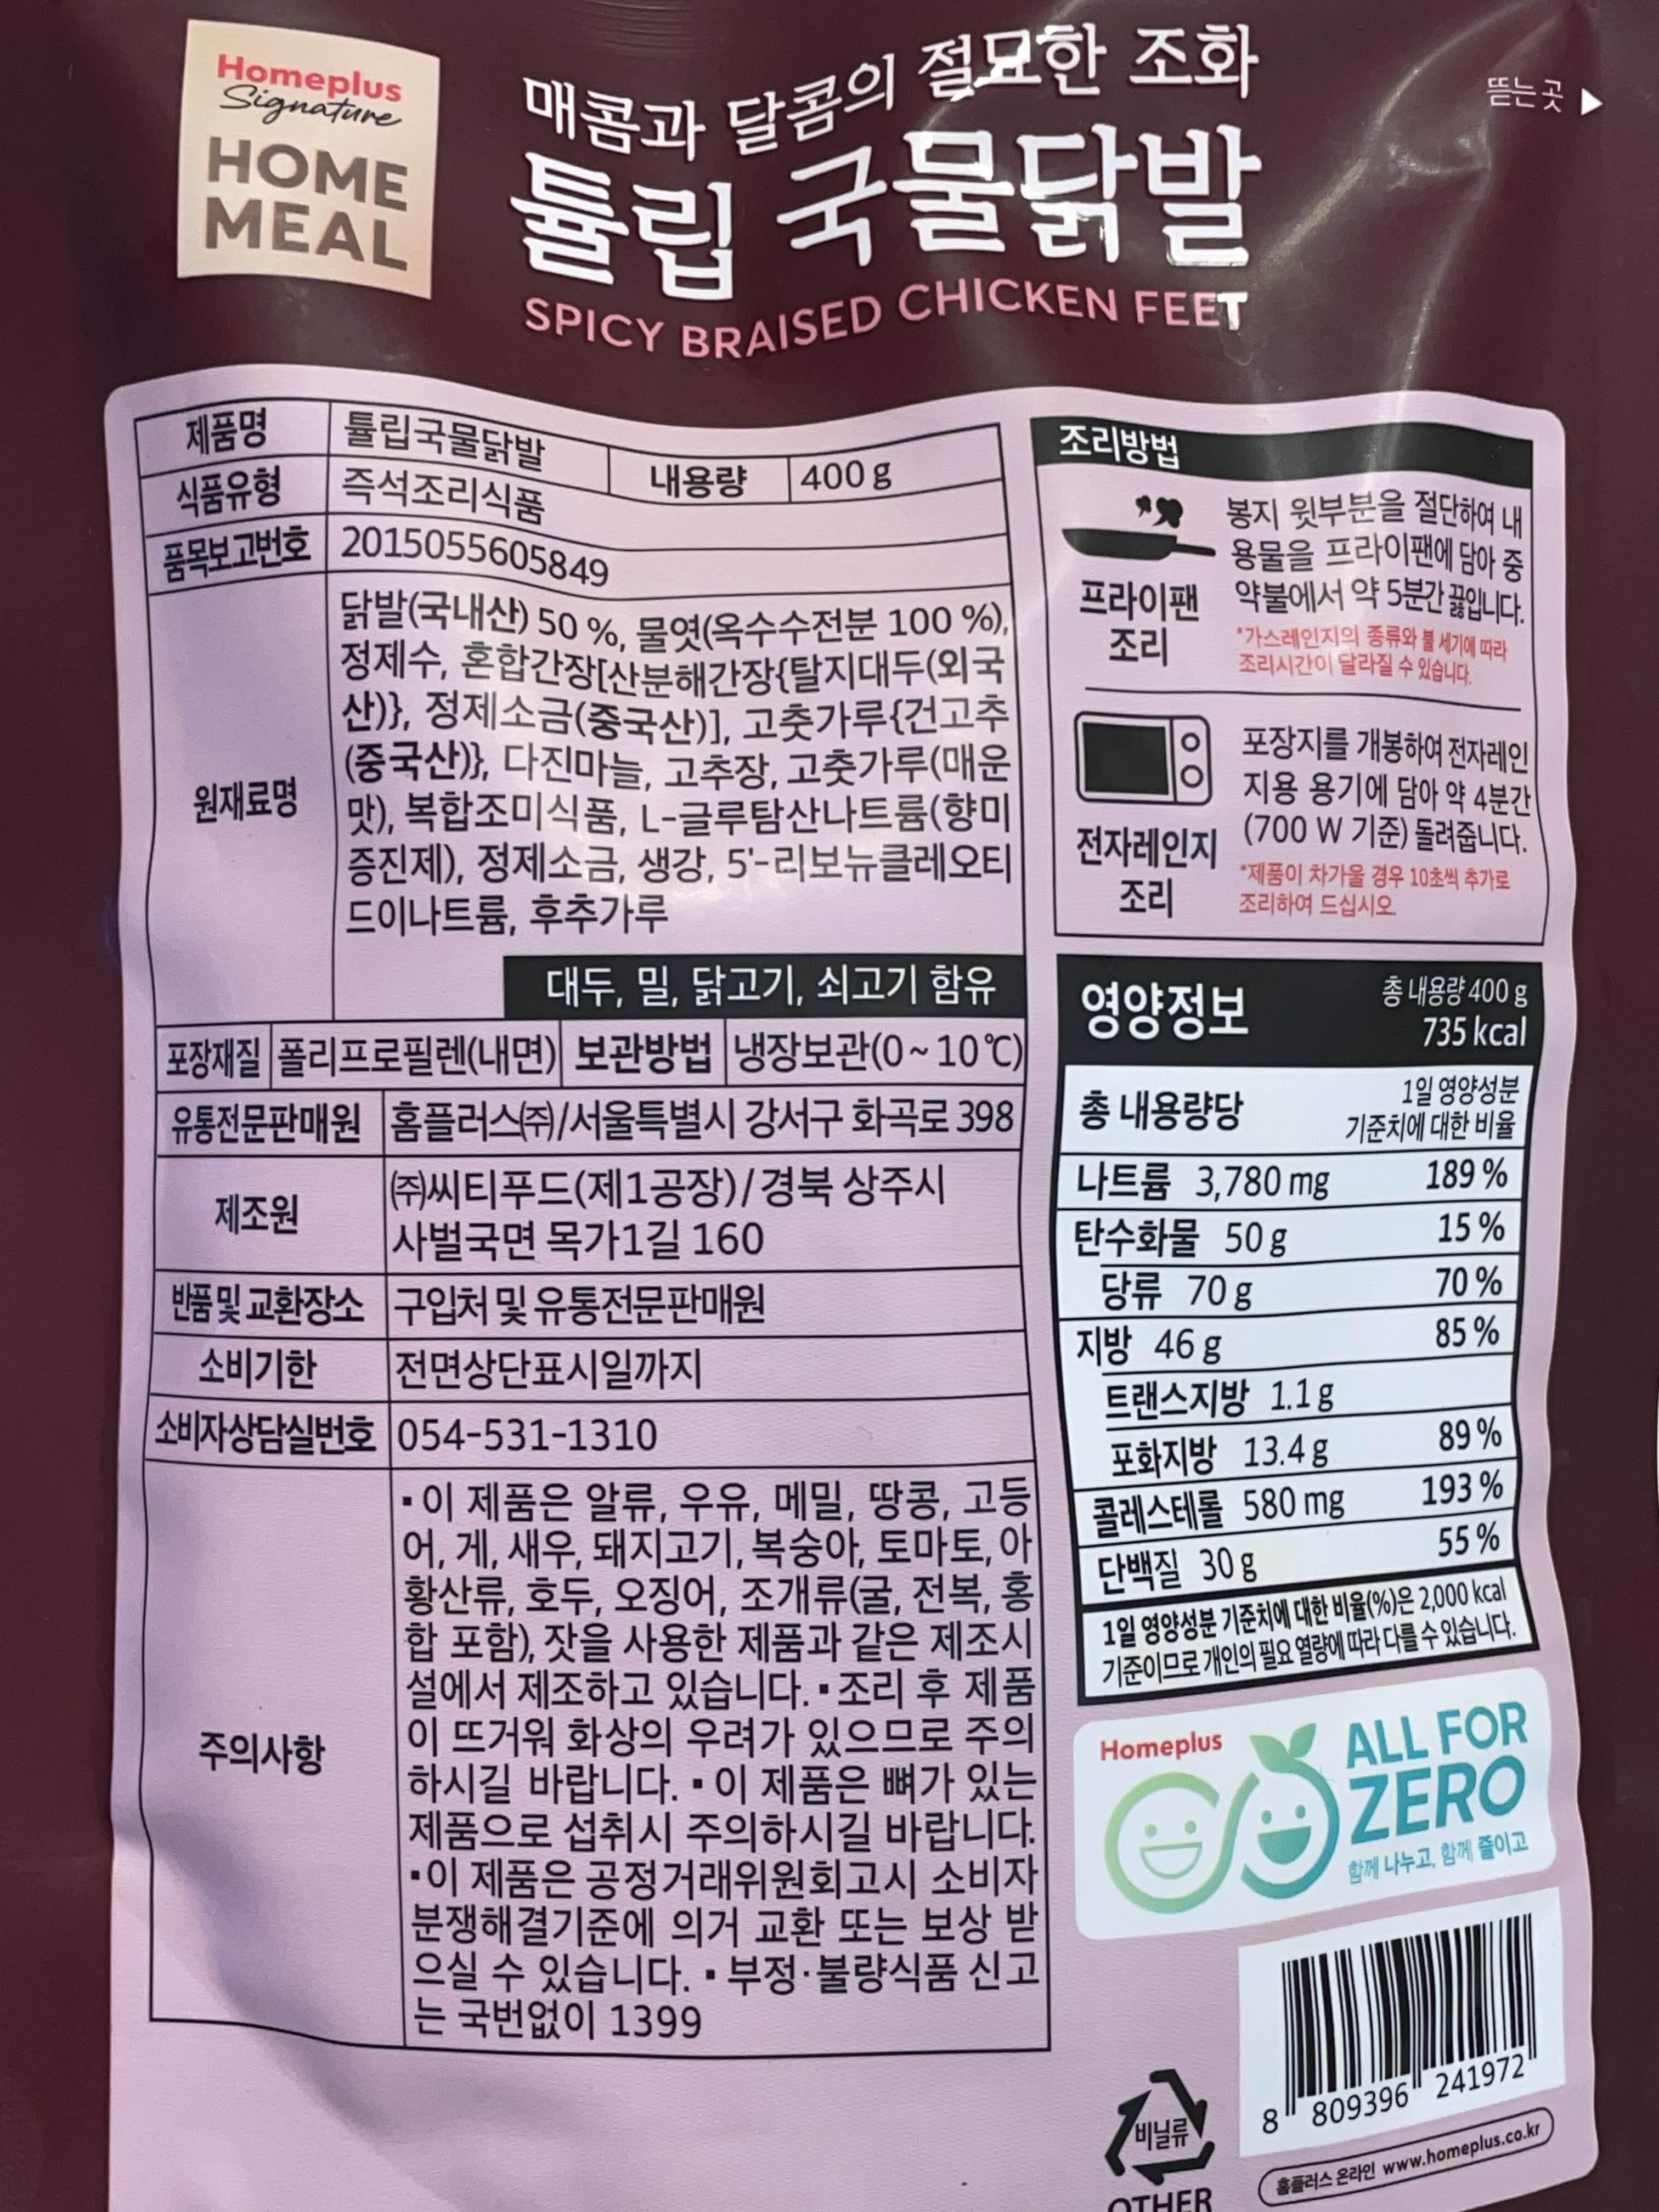 Homeplus
Signature
HOME
MEAL
매콤과 달콤의 절묘한 조화
튤립 국물닭발
SPICY BRAISED CHICKEN FEET
뜯는곳 ▶
제품명 튤립국물닭발 내용량 400 g
식품유형 즉석조리식품
품목보고번호 2015055605849
원재료명
닭발(국내산) 50 %, 물엿(옥수수전분 100 %),
정제수, 혼합간장[산분해간장{탈지대두(외국
산)}, 정제소금(중국산)], 고춧가루{건고추
(중국산)}, 다진마늘, 고추장, 고춧가루(매운
맛), 복합조미식품, L-글루탐산나트륨(향미
증진제), 정제소금, 생강, 5'-리보뉴클레오티
드이나트륨, 후추가루
대두, 밀, 닭고기, 쇠고기 함유
포장재질 폴리프로필렌(내면) 보관방법 냉장보관(0~10℃)
유통전문판매원 홈플러스㈜/서울특별시 강서구 화곡로 398
제조원
㈜씨티푸드(제1공장)/경북 상주시
사벌국면 목가1길 160
반품 및 교환장소 구입처 및 유통전문판매원
소비기한 전면상단표시일까지
소비자상담실번호 054-531-1310
주의사항
▪이 제품은 알류, 우유, 메밀, 땅콩, 고등
어, 게, 새우, 돼지고기, 복숭아, 토마토, 아
황산류, 호두, 오징어, 조개류(굴, 전복, 홍
합 포함), 잣을 사용한 제품과 같은 제조시
설에서 제조하고 있습니다. ▪조리 후 제품
이 뜨거워 화상의 우려가 있으므로 주의
하시길 바랍니다. ▪이 제품은 뼈가 있는
제품으로 섭취시 주의하시길 바랍니다.
▪이 제품은 공정거래위원회고시 소비자
분쟁해결기준에 의거 교환 또는 보상 받
으실 수 있습니다. ▪부정·불량식품 신고
는 국번없이 1399
조리방법
프라이팬
조리
봉지 윗부분을 절단하여 내
용물을 프라이팬에 담아 중
약불에서 약 5분간 끓입니다.
*가스레인지의 종류와 불 세기에 따라
조리시간이 달라질 수 있습니다.
전자레인지
조리
포장지를 개봉하여 전자레인
지용 용기에 담아 약 4분간
(700 W 기준) 돌려줍니다.
*제품이 차가울 경우 10초씩 추가로
조리하여 드십시오.
영양정보
총 내용량 400 g
735 kcal
총 내용량당
1일 영양성분
기준치에 대한 비율
나트륨 3,780 mg 189 %
탄수화물 50 g 15 %
당류 70 g 70 %
지방 46 g 85 %
트랜스지방 1.1 g
포화지방 13.4 g 89 %
콜레스테롤 580 mg 193 %
단백질 30 g 55 %
1일 영양성분 기준치에 대한 비율(%)은 2,000 kcal
기준이므로 개인의 필요 열량에 따라 다를 수 있습니다.
Homeplus
ALL FOR
ZERO
함께 나누고, 함께 줄이고
8 809396 241972
비닐류
OTHER
홈플러스 온라인 www.homeplus.co.kr